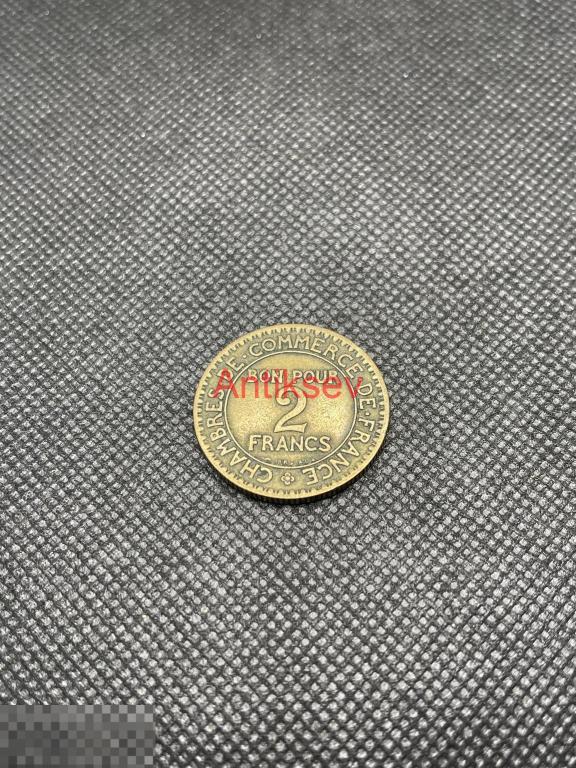 CHAMBRES·DE·COMMERCE·DE·FRANCE
BON POUR
2
FRANCS
Antiksev